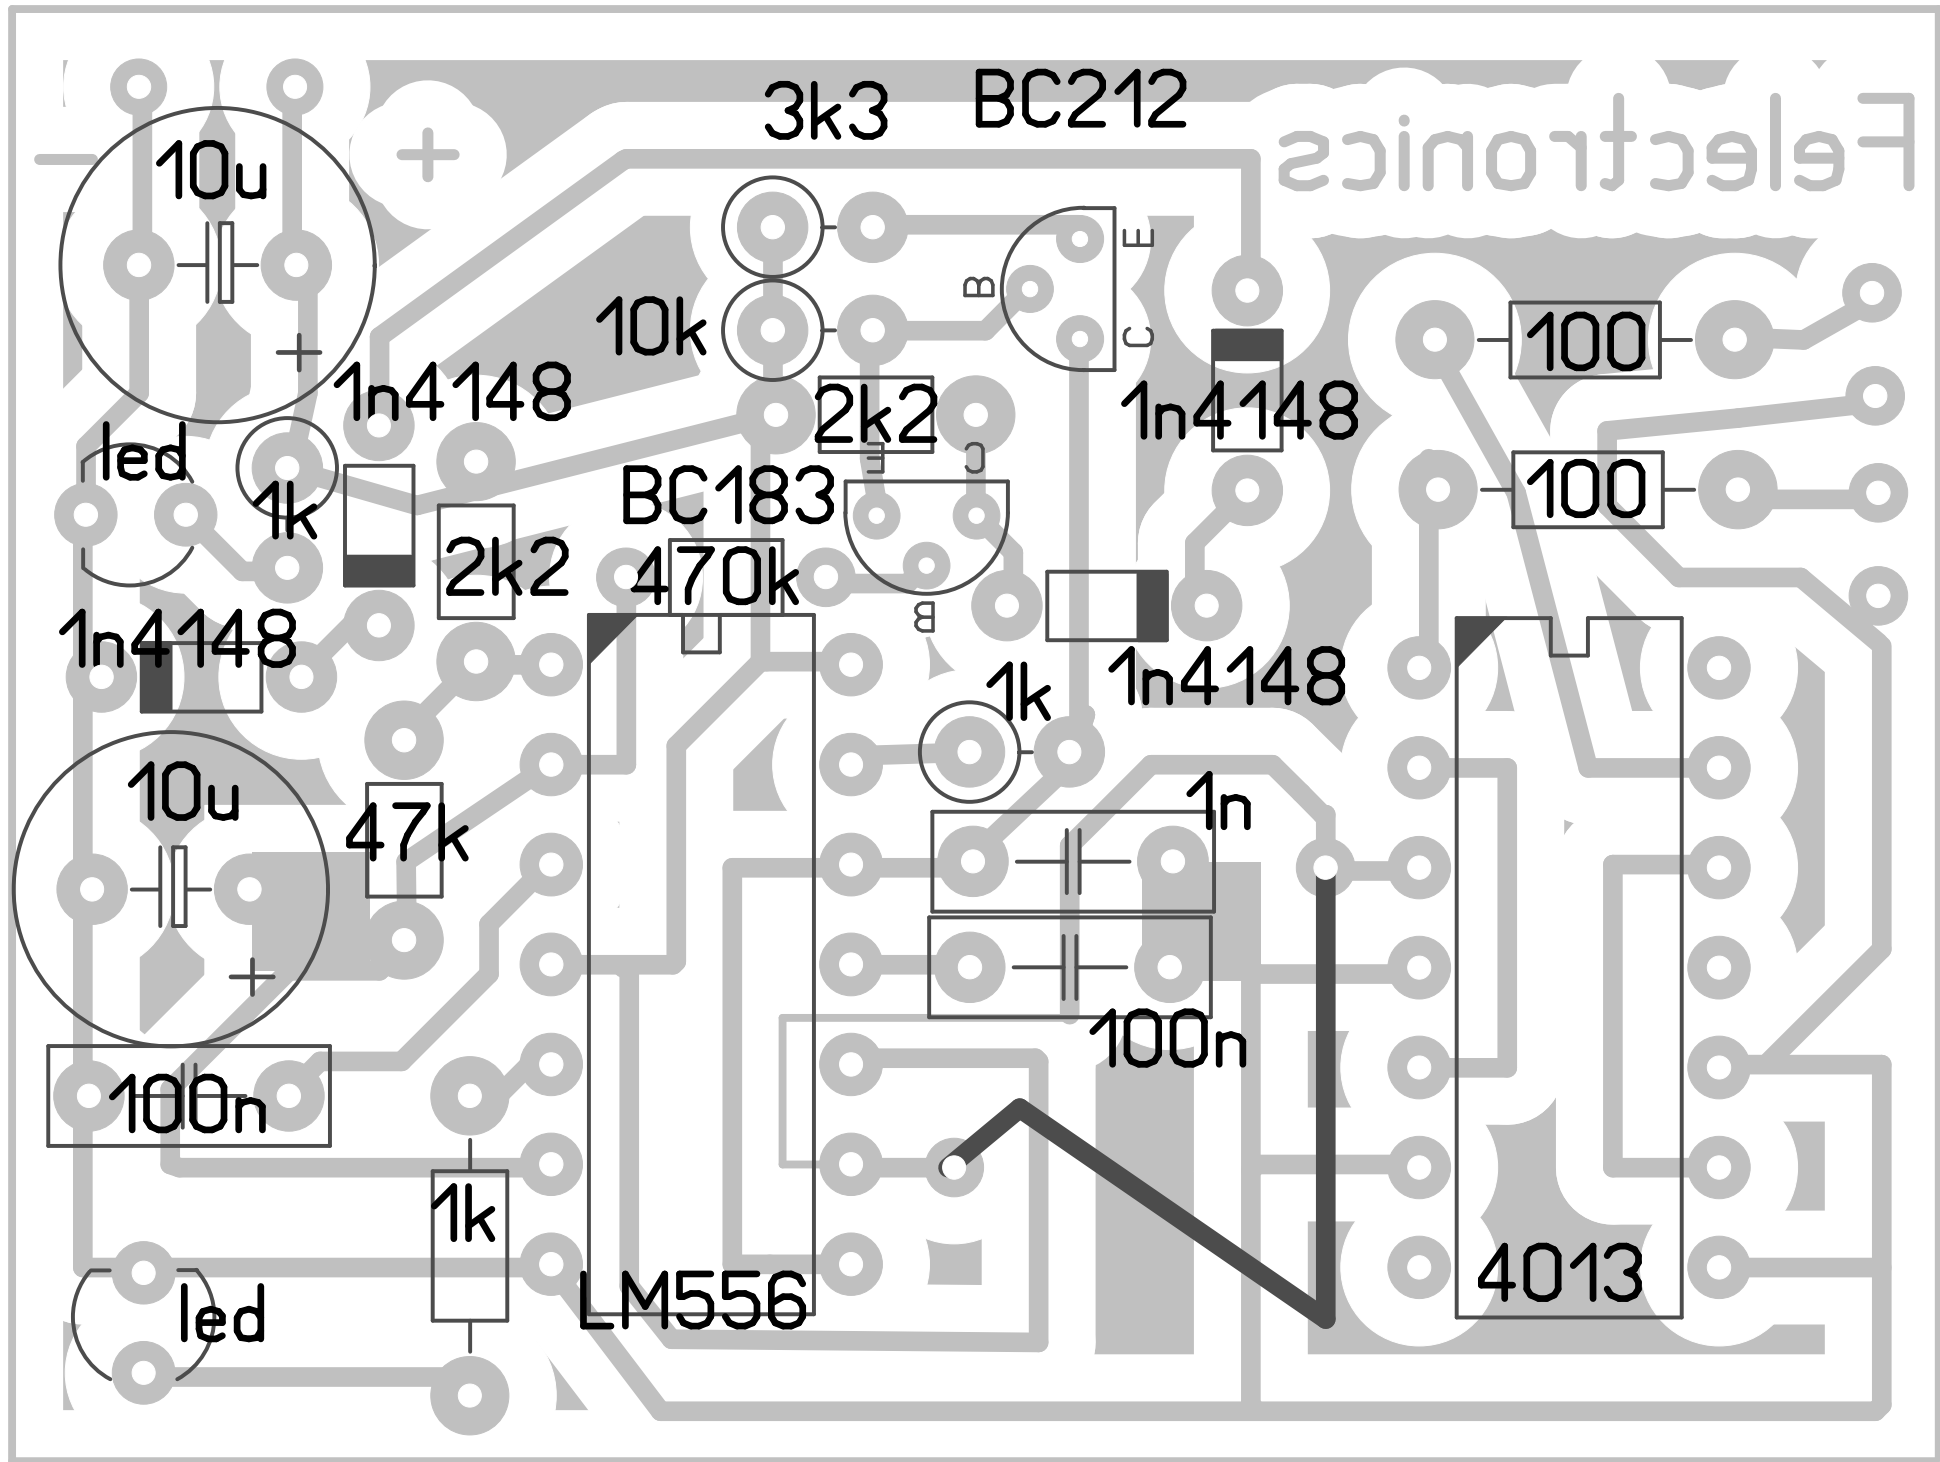 3k3
BC212
Felectronics
10u
+
-
E
B
10k
C
+
1n4148
100
1n4148
2k2
led
E
C
BC183
1k
100
2k2
470k
B
1n4148
1n4148
1k
10u
1n
47k
+
100n
100n
1k
4013
led
LM556